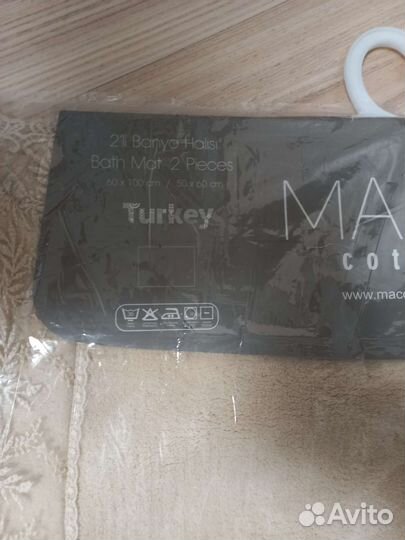 2'li Banyo Halısı
Bath Mat 2 Pieces
60 x 100 cm / 50 x 60 cm
Turkey
MA
cot
www.maco
Avito